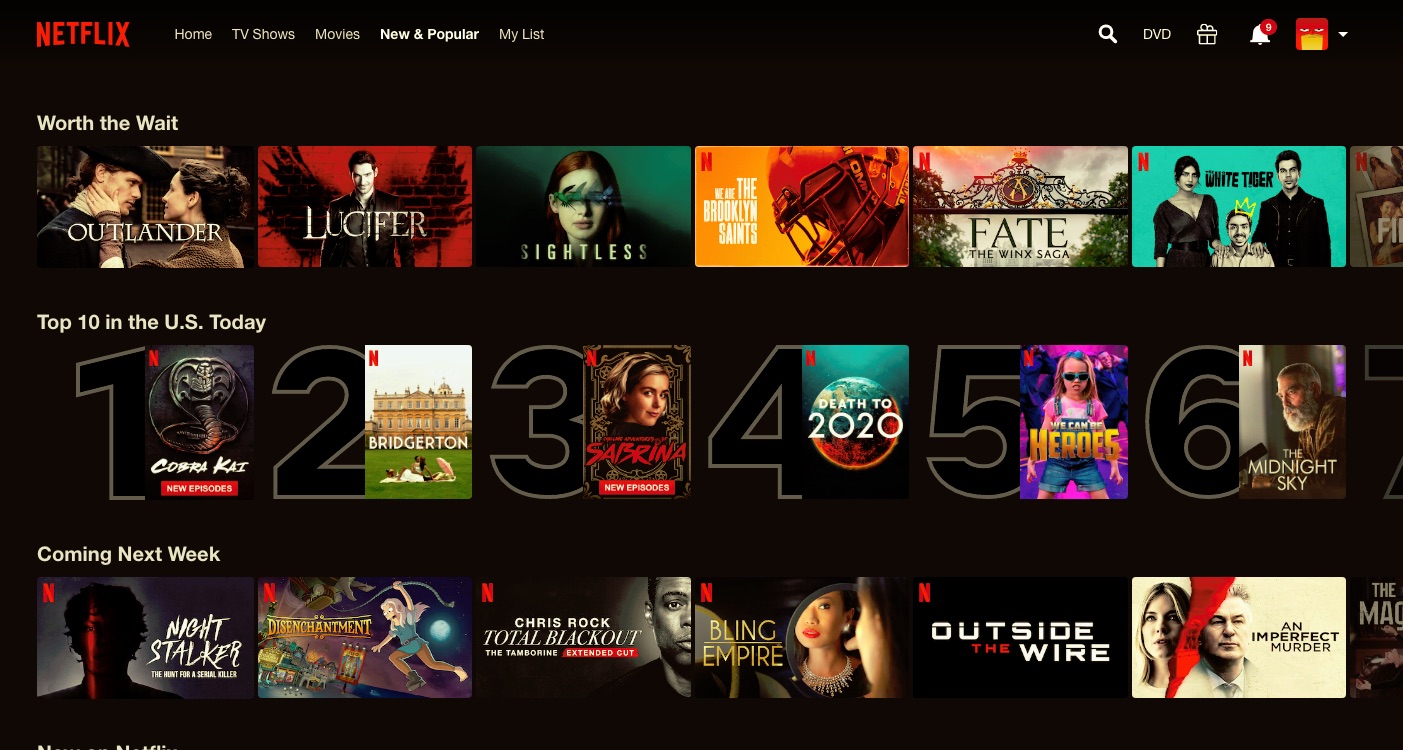 NETFLIX
Home TV Shows Movies New & Popular My List
DVD
9
Worth the Wait
OUTLANDER
LUCIFER
SIGHTLESS
N
WE ARE THE
BROOKLYN
SAINTS
N
FATE
THE WINX SAGA
N
THE
WHITE TIGER
N
FI
Top 10 in the U.S. Today
1
N
COBRA KAI
NEW EPISODES
2
N
BRIDGERTON
3
N
CHILLING ADVENTURES OF
SABRINA
NEW EPISODES
4
N
DEATH TO
2020
5
N
WE CAN BE
HEROES
6
N
THE
MIDNIGHT
SKY
7
Coming Next Week
N
NIGHT
STALKER
THE HUNT FOR A SERIAL KILLER
N
DISENCHANTMENT
N
CHRIS ROCK
TOTAL BLACKOUT
THE TAMBORINE EXTENDED CUT
N
BLING
EMPIRE
N
OUTSIDE
THE WIRE
AN
IMPERFECT
MURDER
THE
MAG
Now on Netflix